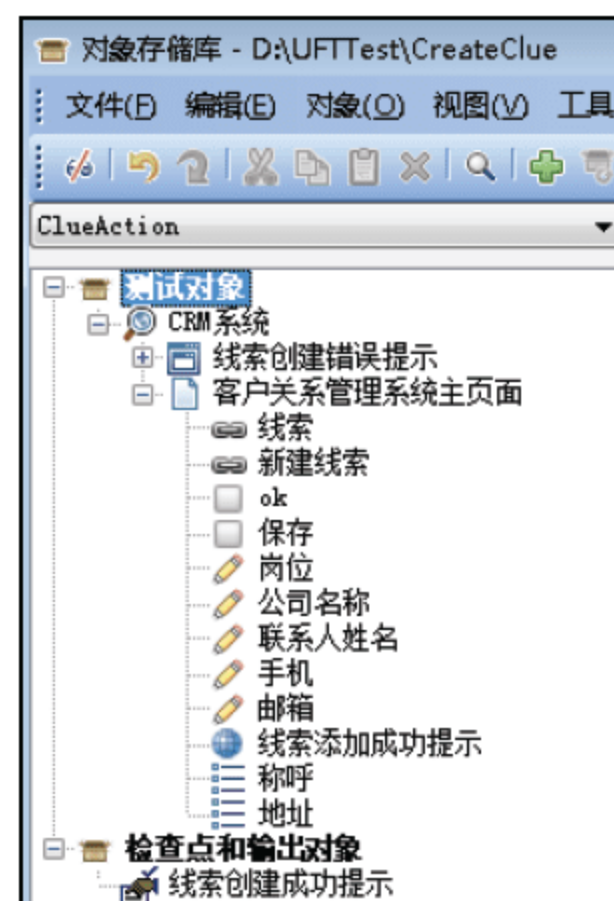 对象存储库 - D:\UFTTest\CreateClue
文件(F) 编辑(E) 对象(O) 视图(V) 工具
ClueAction
测试对象
CRM系统
线索创建错误提示
客户关系管理系统主页面
线索
新建线索
ok
保存
岗位
公司名称
联系人姓名
手机
邮箱
线索添加成功提示
称呼
地址
检查点和输出对象
线索创建成功提示